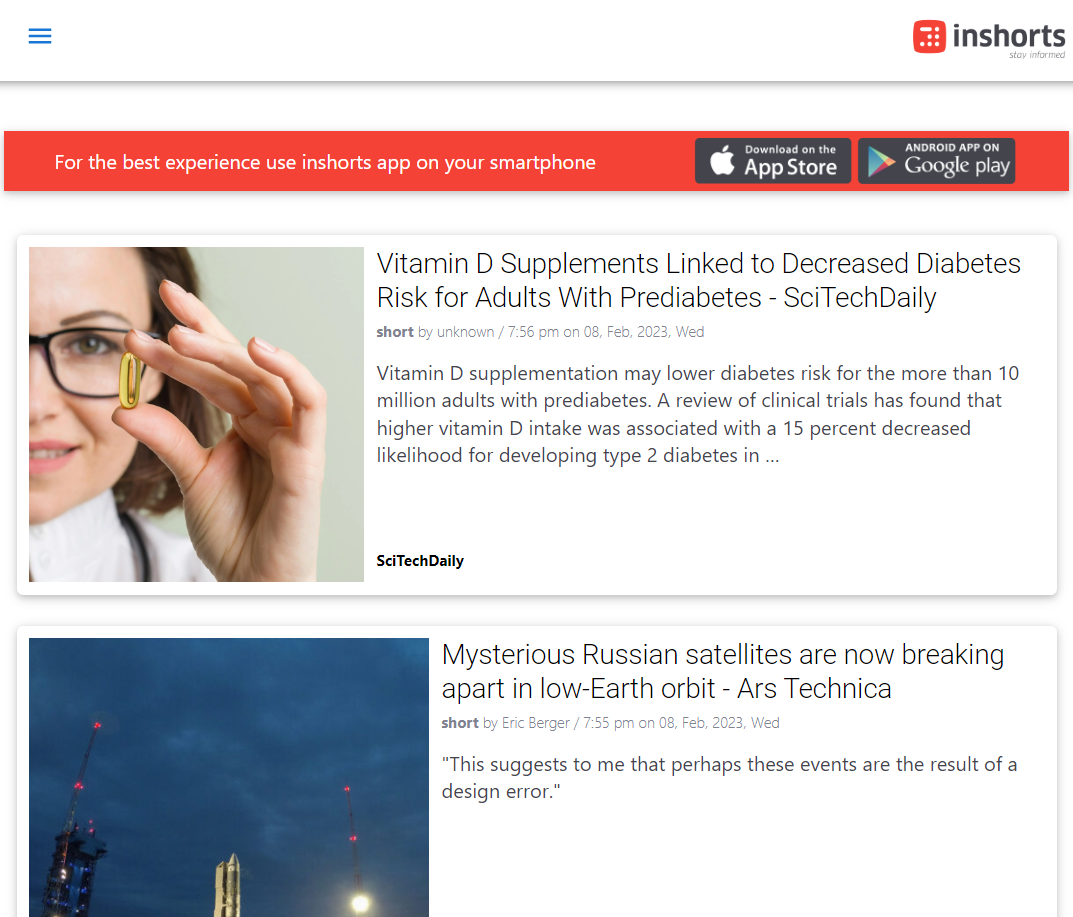 inshorts
stay informed
For the best experience use inshorts app on your smartphone
Download on the
App Store
ANDROID APP ON
Google play
Vitamin D Supplements Linked to Decreased Diabetes
Risk for Adults With Prediabetes - SciTechDaily
short by unknown / 7:56 pm on 08, Feb, 2023, Wed
Vitamin D supplementation may lower diabetes risk for the more than 10
million adults with prediabetes. A review of clinical trials has found that
higher vitamin D intake was associated with a 15 percent decreased
likelihood for developing type 2 diabetes in ...
SciTechDaily
Mysterious Russian satellites are now breaking
apart in low-Earth orbit - Ars Technica
short by Eric Berger / 7:55 pm on 08, Feb, 2023, Wed
"This suggests to me that perhaps these events are the result of a
design error."